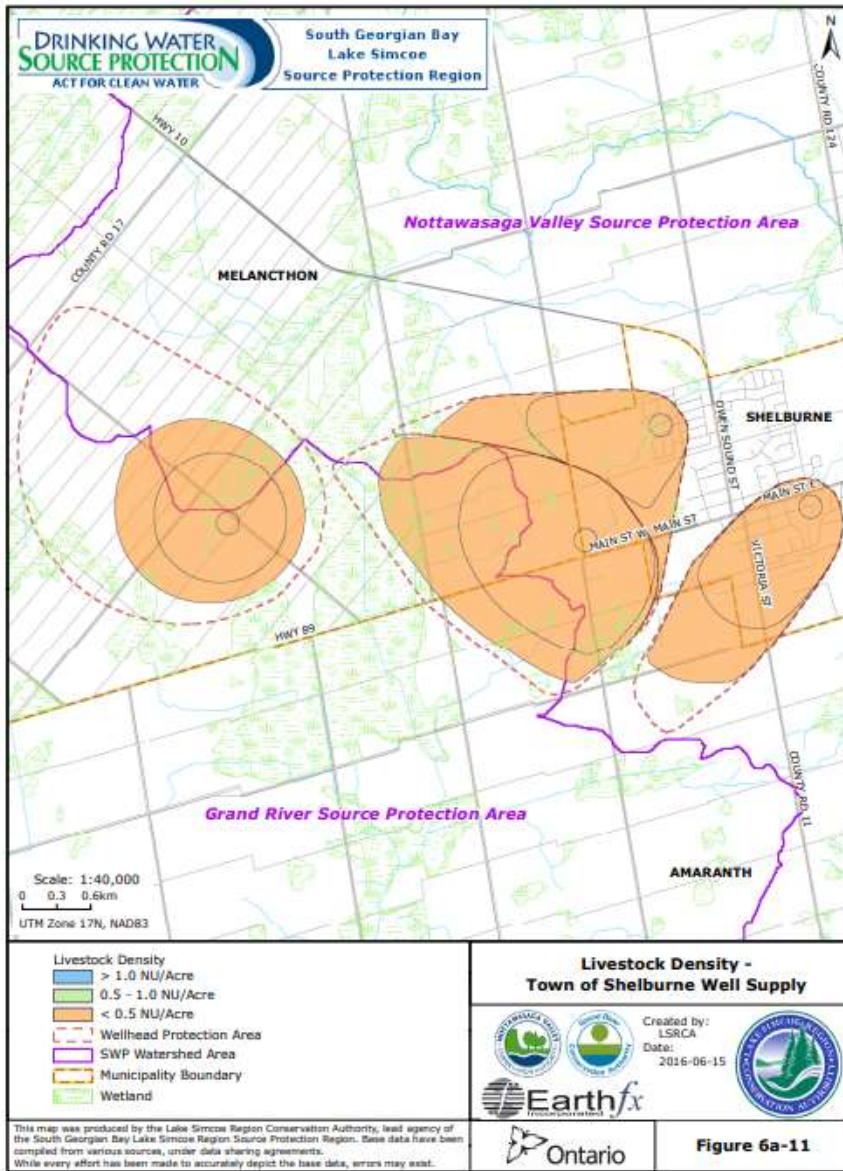 DRINKING WATER
SOURCE PROTECTION
ACT FOR CLEAN WATER
South Georgian Bay
Lake Simcoe
Source Protection Region
N
COUNTY RD 124
HWY 10
Nottawasaga Valley Source Protection Area
COUNTY RD 17
MELANCTHON
OWEN SOUND ST
SHELBURNE
MAIN ST E
MAIN ST W
MAIN ST
VICTORIA ST
HWY 89
COUNTY RD 11
Grand River Source Protection Area
AMARANTH
Scale: 1:40,000
0 0.3 0.6km
UTM Zone 17N, NAD83
Livestock Density
> 1.0 NU/Acre
0.5 - 1.0 NU/Acre
< 0.5 NU/Acre
Wellhead Protection Area
SWP Watershed Area
Municipality Boundary
Wetland
Livestock Density -
Town of Shelburne Well Supply
Created by:
LSRCA
Date:
2016-06-15
Earthfx
Incorporated
Ontario
Figure 6a-11
This map was produced by the Lake Simcoe Region Conservation Authority, lead agency of
the South Georgian Bay Lake Simcoe Region Source Protection Region. Base data have been
compiled from various sources, under data sharing agreements.
While every effort has been made to accurately depict the base data, errors may exist.